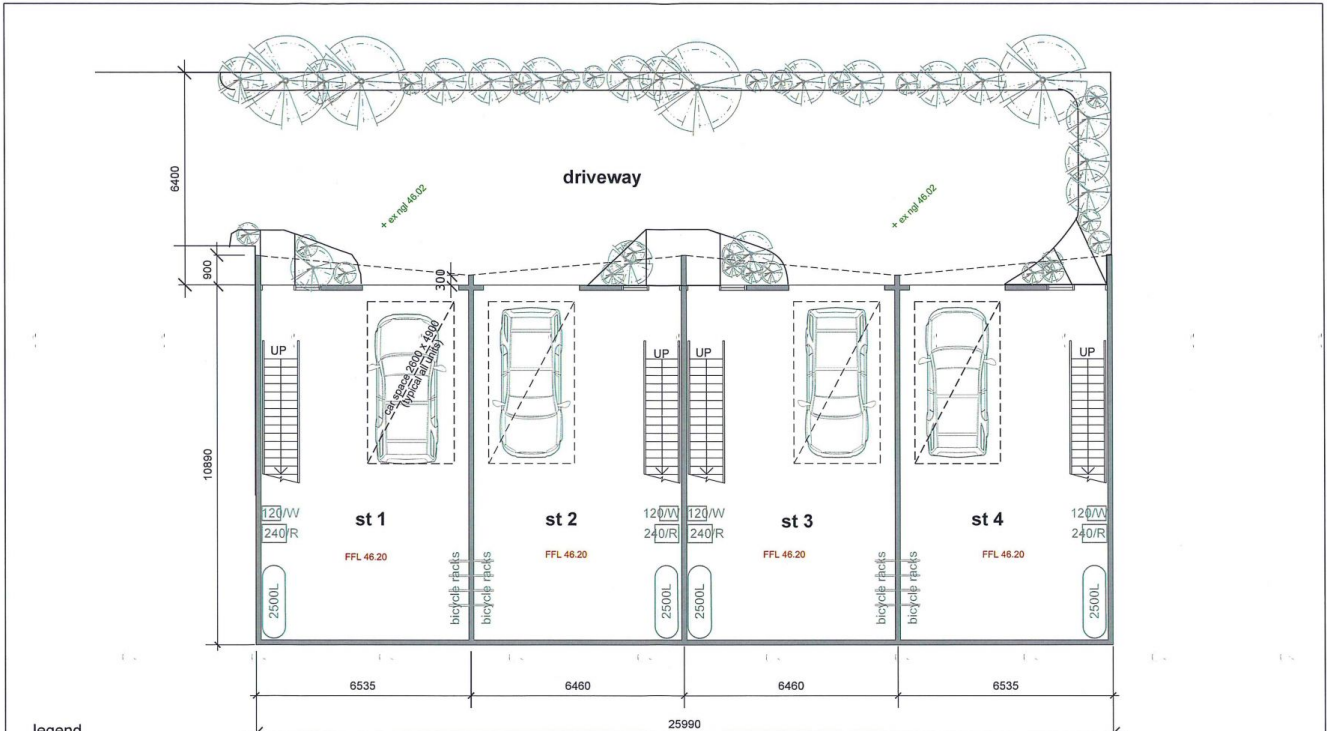 driveway
+ ex ngl 46.02
+ ex ngl 46.02
6400
900
300
10890
car space 2600 x 4900
(typical all units)
UP
UP
UP
UP
120/W
240/R
st 1
FFL 46.20
2500L
bicycle racks
bicycle racks
st 2
FFL 46.20
120/W
240/R
2500L
120/W
240/R
2500L
st 3
FFL 46.20
bicycle racks
bicycle racks
st 4
FFL 46.20
120/W
240/R
2500L
6535
6460
6460
6535
25990
legend